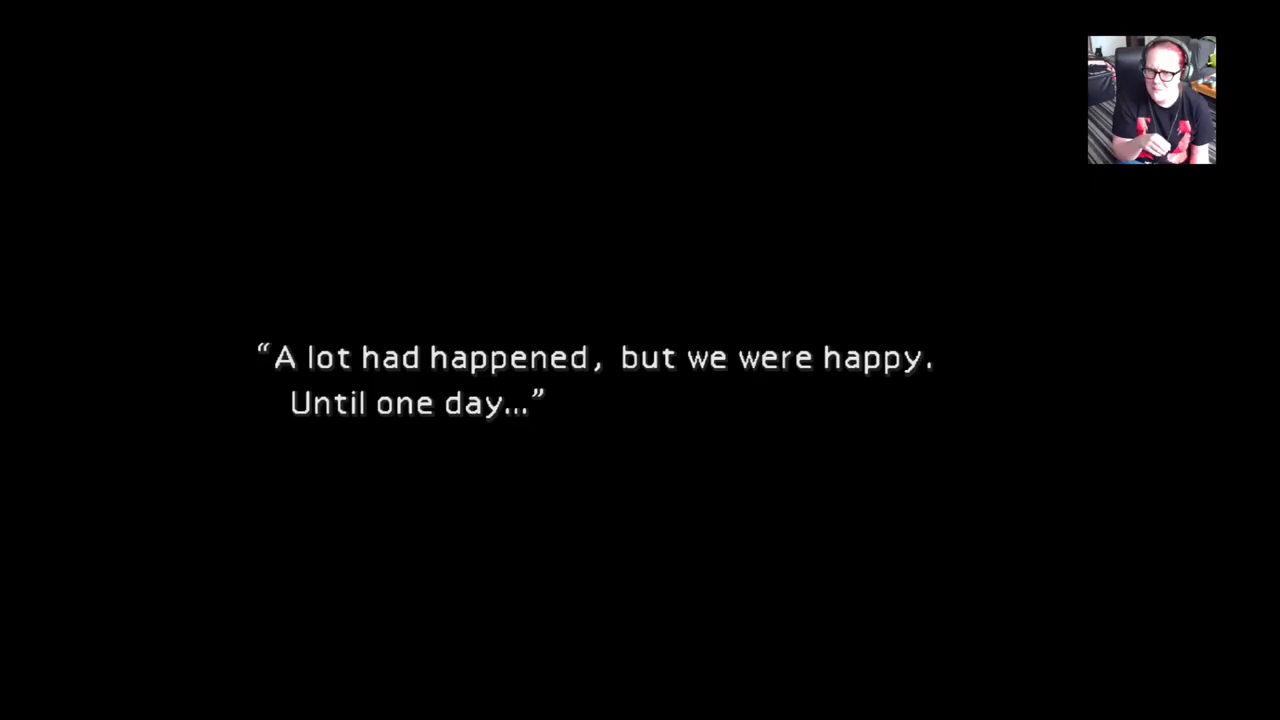 “A lot had happened, but we were happy.
Until one day...”